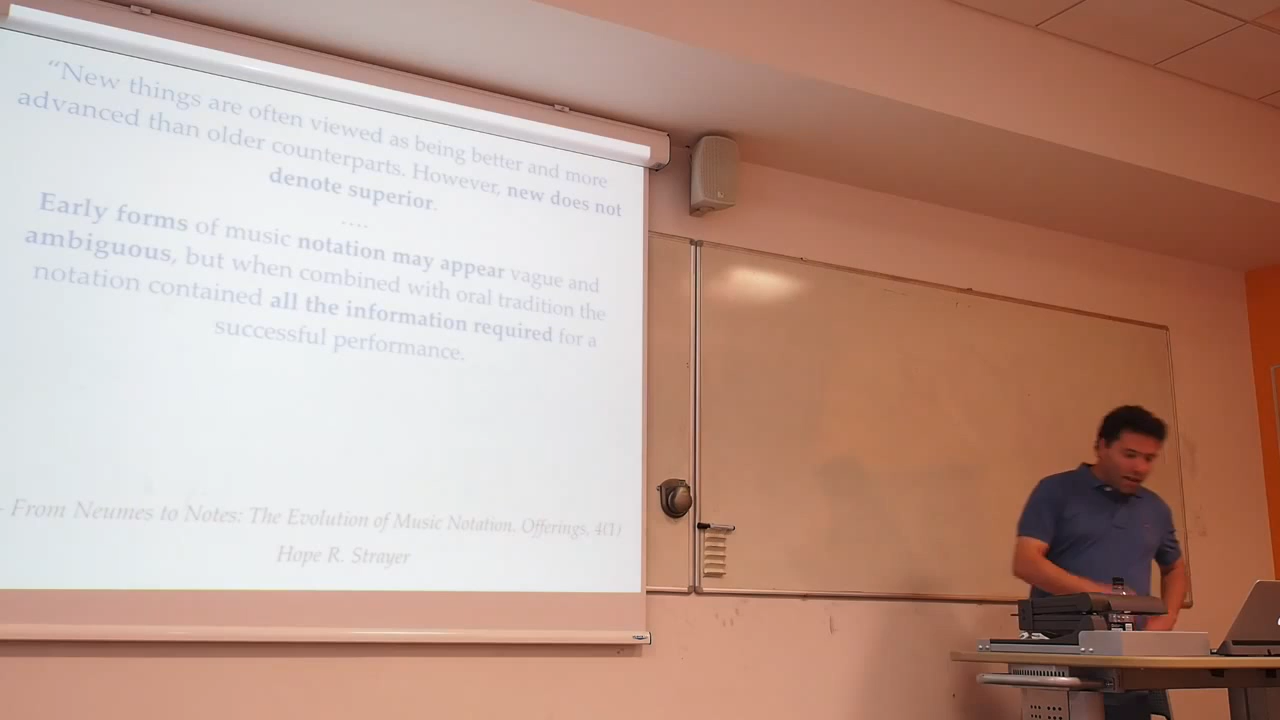 “New things are often viewed as being better and more
advanced than older counterparts. However, new does not
denote superior.
....
Early forms of music notation may appear vague and
ambiguous, but when combined with oral tradition the
notation contained all the information required for a
successful performance.
- From Neumes to Notes: The Evolution of Music Notation. Offerings, 4(1)
Hope R. Strayer